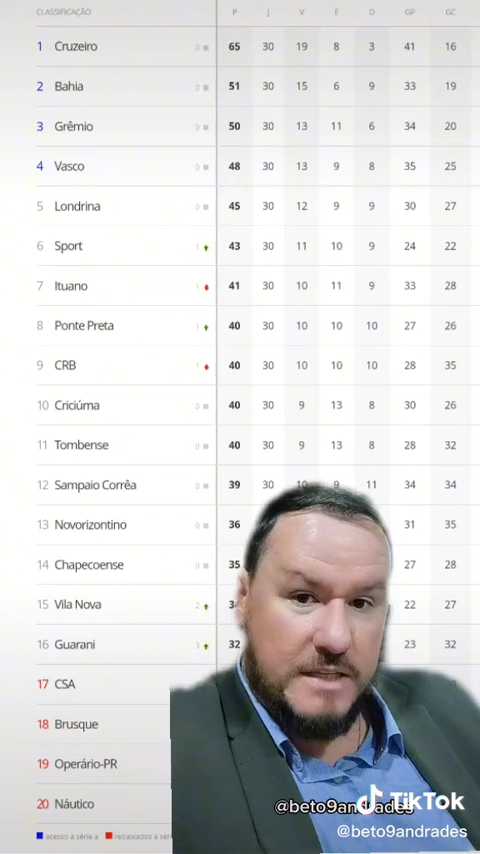 CLASSIFICAÇÃO P J V E D GP GC
1 Cruzeiro 0 65 30 19 8 3 41 16
2 Bahia 0 51 30 15 6 9 33 19
3 Grêmio 0 50 30 13 11 6 34 20
4 Vasco 0 48 30 13 9 8 35 25
5 Londrina 0 45 30 12 9 9 30 27
6 Sport 1 43 30 11 10 9 24 22
7 Ituano 1 41 30 10 11 9 33 28
8 Ponte Preta 1 40 30 10 10 10 27 26
9 CRB 1 40 30 10 10 10 28 35
10 Criciúma 0 40 30 9 13 8 30 26
11 Tombense 0 40 30 9 13 8 28 32
12 Sampaio Corrêa 0 39 30 10 9 11 34 34
13 Novorizontino 0 36 31 35
14 Chapecoense 0 35 27 28
15 Vila Nova 2 22 27
16 Guarani 3 32 23 32
17 CSA
18 Brusque
19 Operário-PR
20 Náutico
acesso à série a rebaixados à
@beto9andrades
TikTok
@beto9andrades